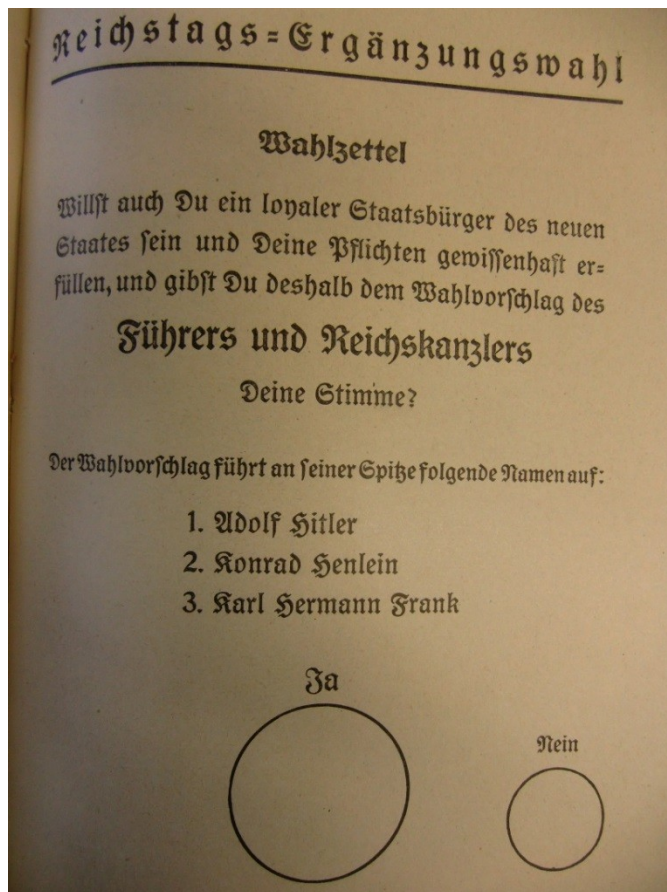 Reichstags=Ergänzungswahl
Wahlzettel
Willst auch Du ein loyaler Staatsbürger des neuen
Staates sein und Deine Pflichten gewissenhaft er=
füllen, und gibst Du deshalb dem Wahlvorschlag des
Führers und Reichskanzlers
Deine Stimme?
Der Wahlvorschlag führt an seiner Spitze folgende Namen auf:
1. Adolf Hitler
2. Konrad Henlein
3. Karl Hermann Frank
Ja
Nein